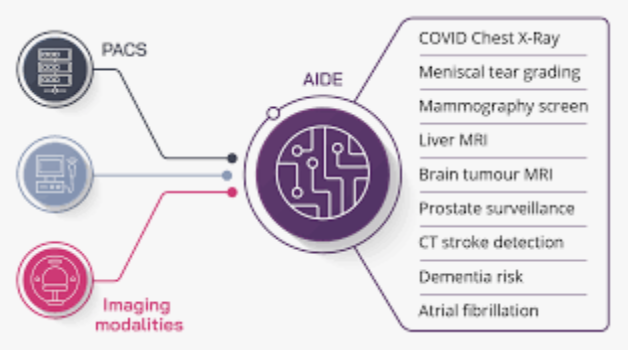 PACS
AIDE
Imaging
modalities
COVID Chest X-Ray
Meniscal tear grading
Mammography screen
Liver MRI
Brain tumour MRI
Prostate surveillance
CT stroke detection
Dementia risk
Atrial fibrillation